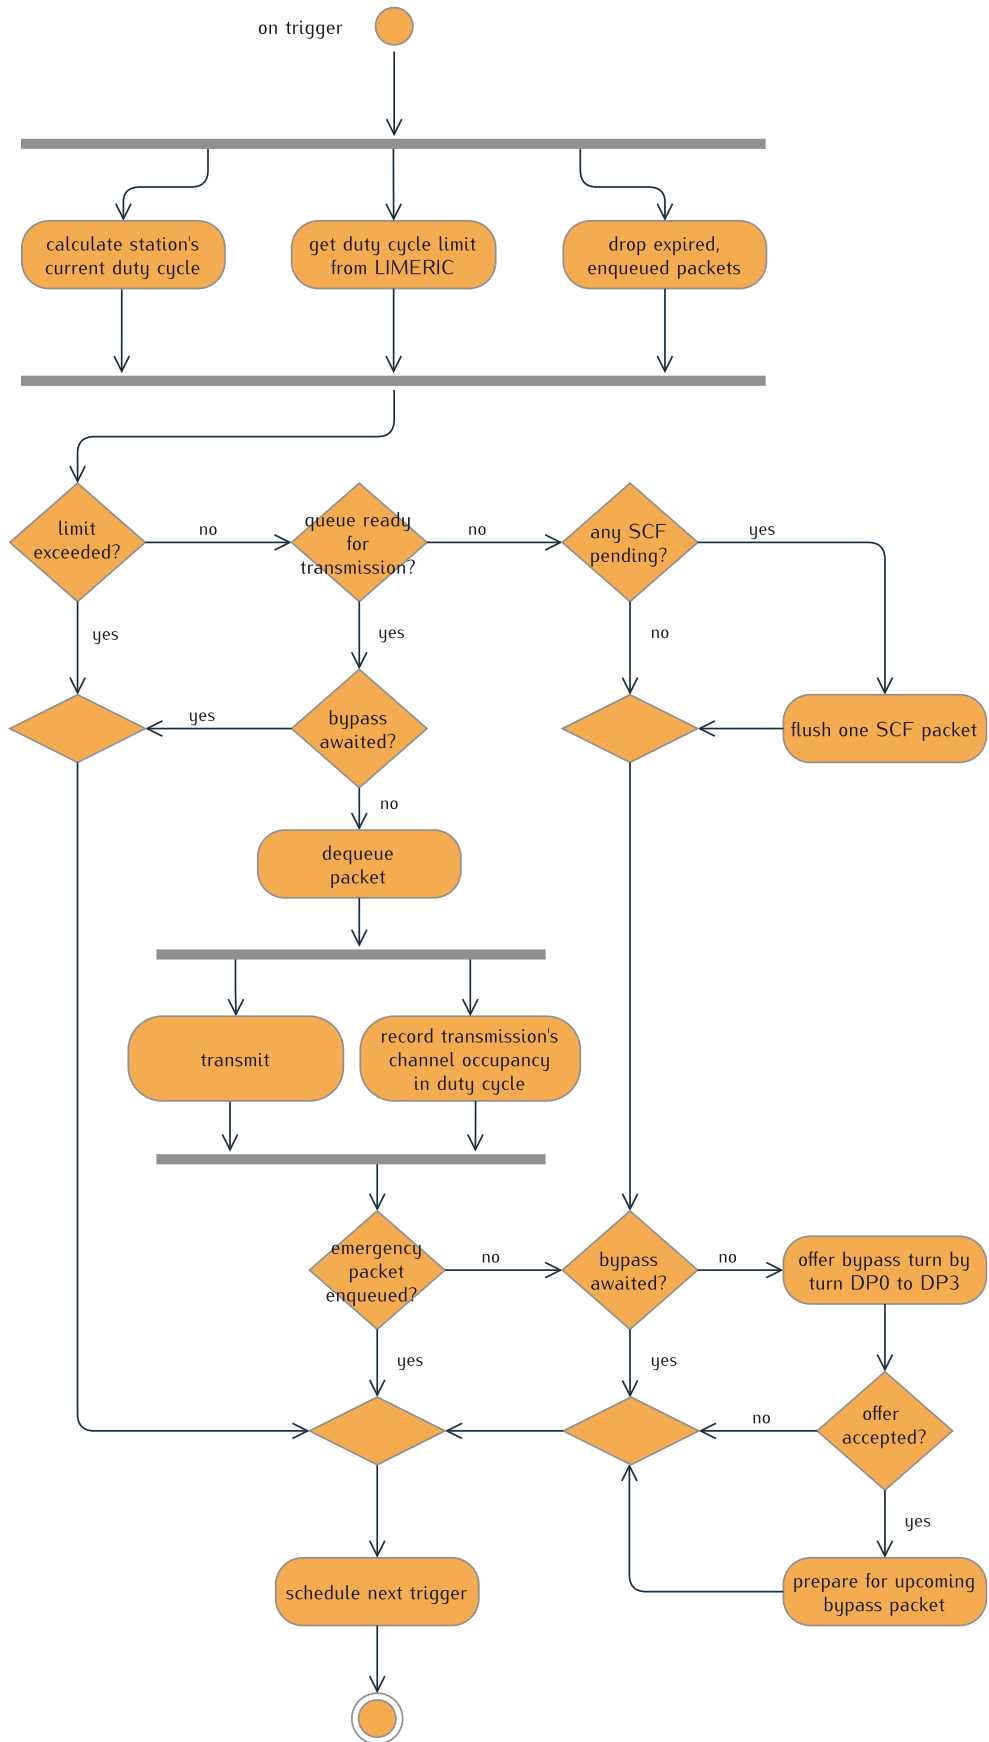 on trigger
calculate station's
current duty cycle
get duty cycle limit
from LIMERIC
drop expired,
enqueued packets
limit
exceeded?
no
queue ready
for
transmission?
no
any SCF
pending?
yes
yes
yes
no
yes
bypass
awaited?
flush one SCF packet
no
dequeue
packet
transmit
record transmission's
channel occupancy
in duty cycle
emergency
packet
enqueued?
no
bypass
awaited?
no
offer bypass turn by
turn DP0 to DP3
yes
yes
no
offer
accepted?
yes
schedule next trigger
prepare for upcoming
bypass packet